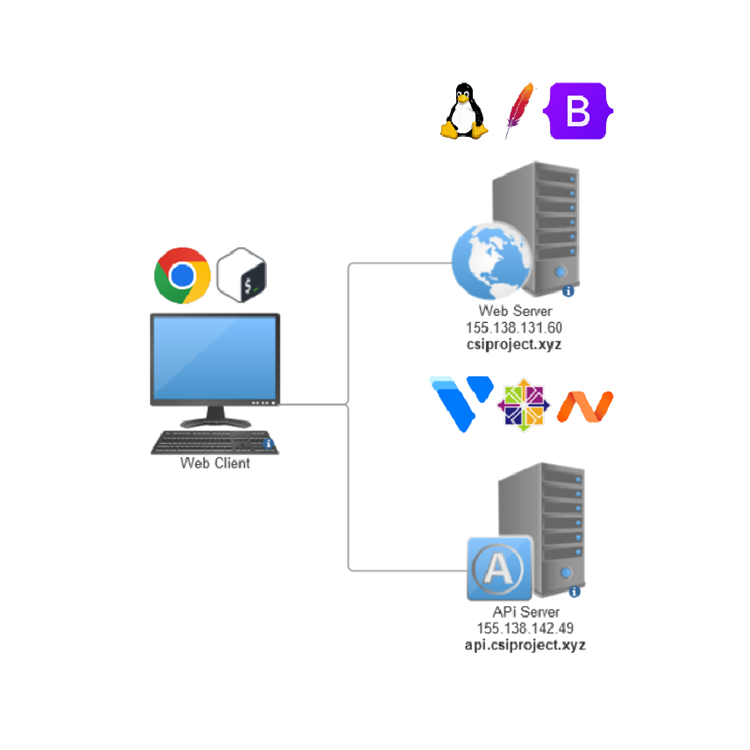 B
Web Server
155.138.131.60
csiproject.xyz
$_
Web Client
A
APi Server
155.138.142.49
api.csiproject.xyz